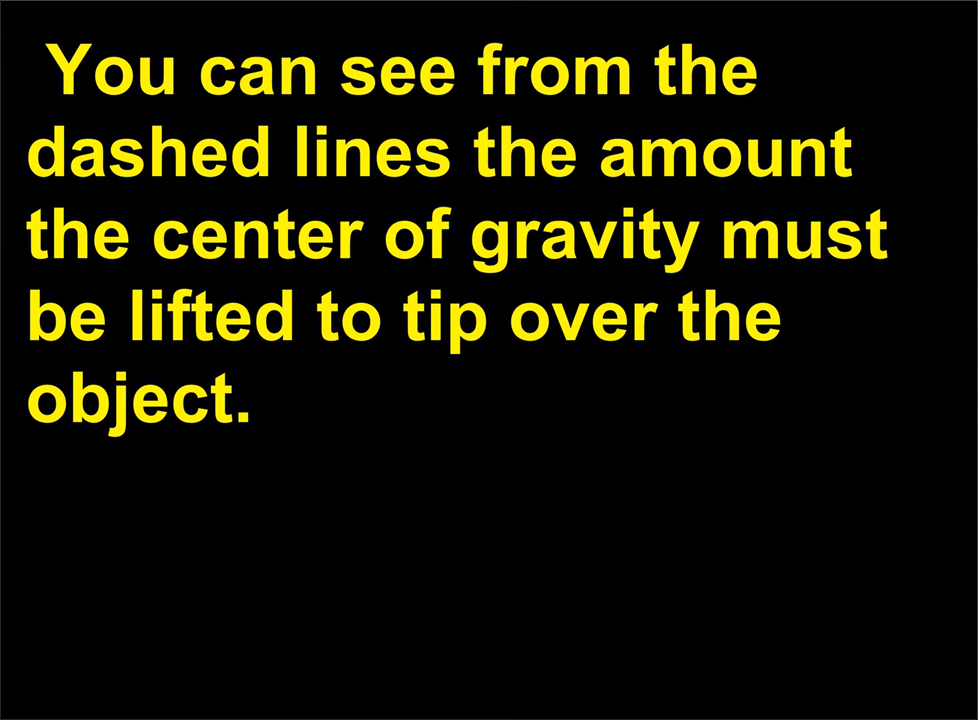 You can see from the
dashed lines the amount
the center of gravity must
be lifted to tip over the
object.